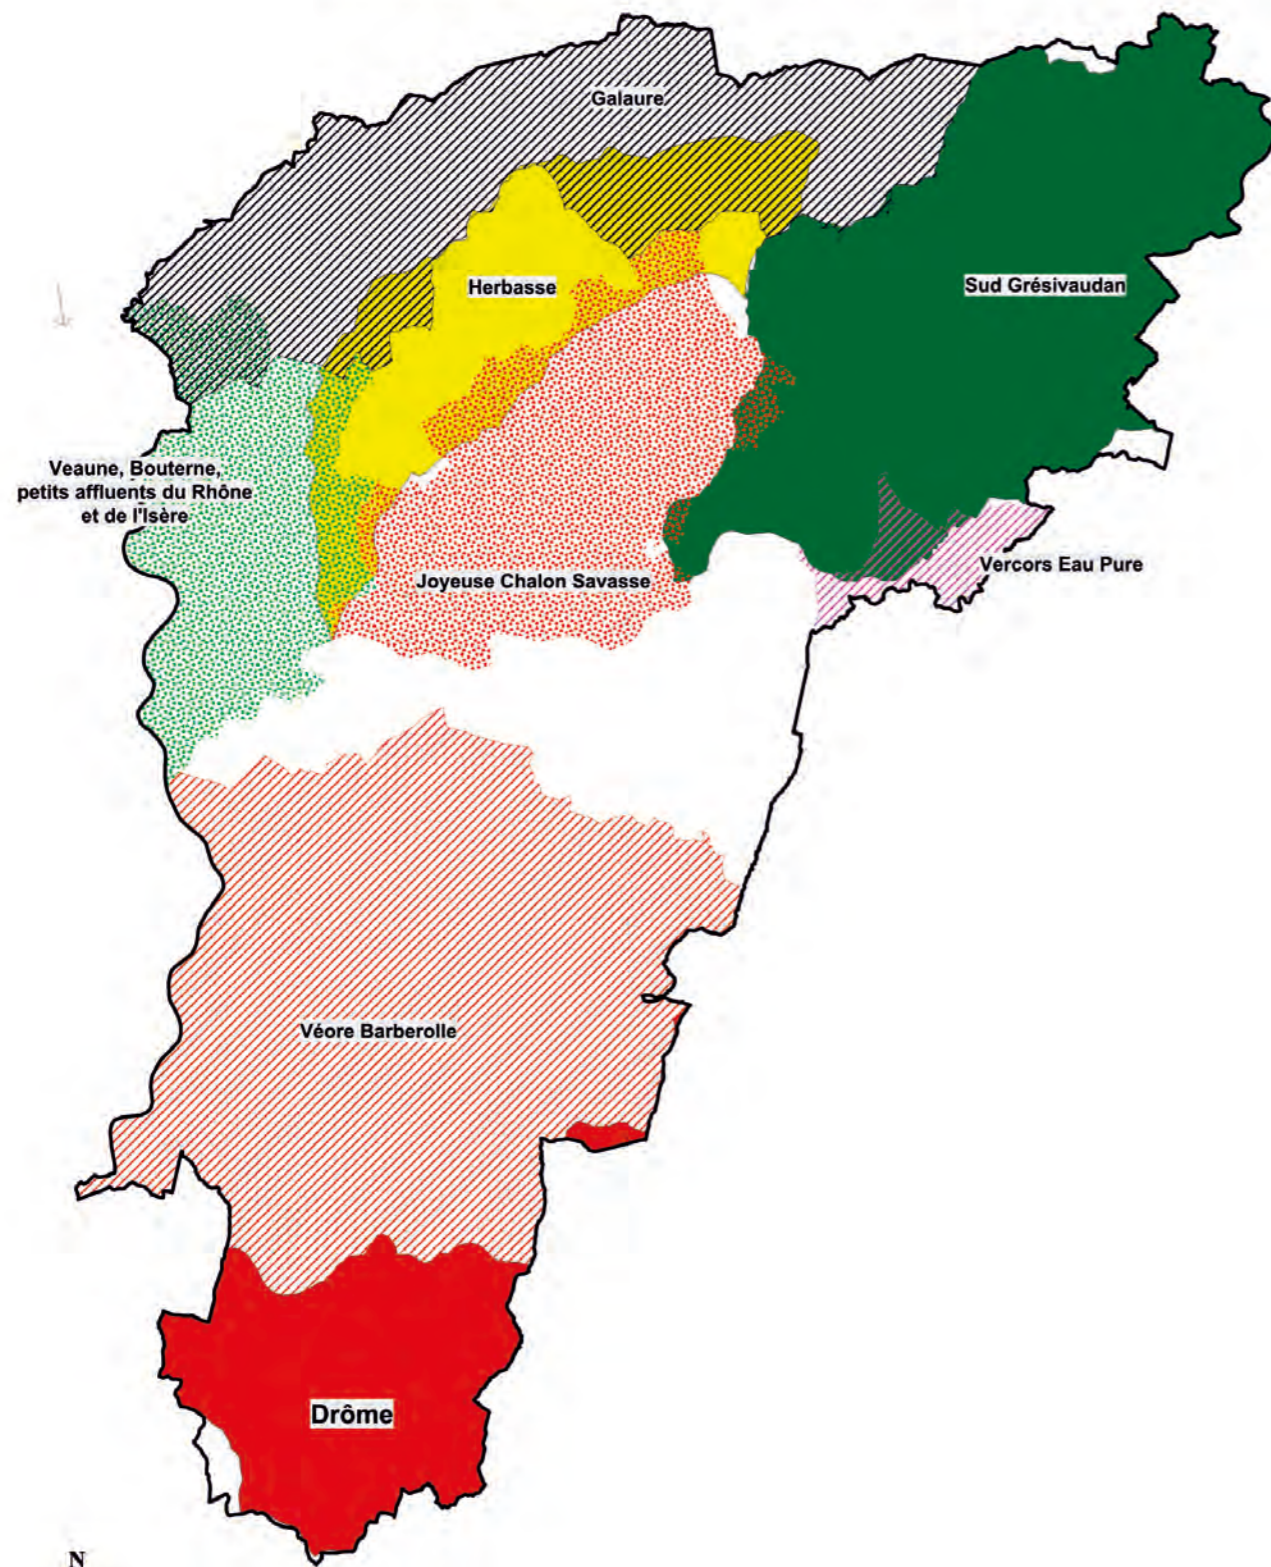 Galaure
Herbasse
Sud Grésivaudan
Veaune, Bouterne,
petits affluents du Rhône
et de l'Isère
Joyeuse Chalon Savasse
Vercors Eau Pure
Véore Barberolle
Drôme
N